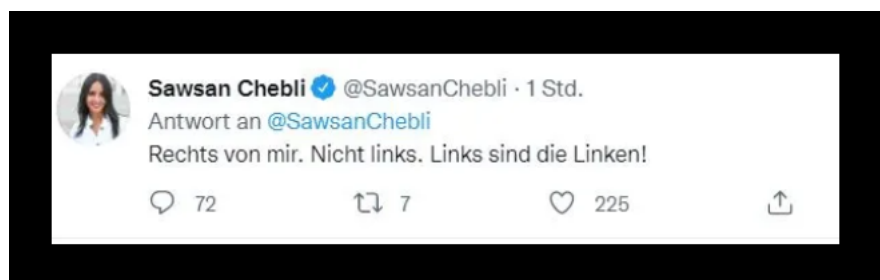 Sawsan Chebli @SawsanChebli · 1 Std.
Antwort an @SawsanChebli
Rechts von mir. Nicht links. Links sind die Linken!
72 7 225